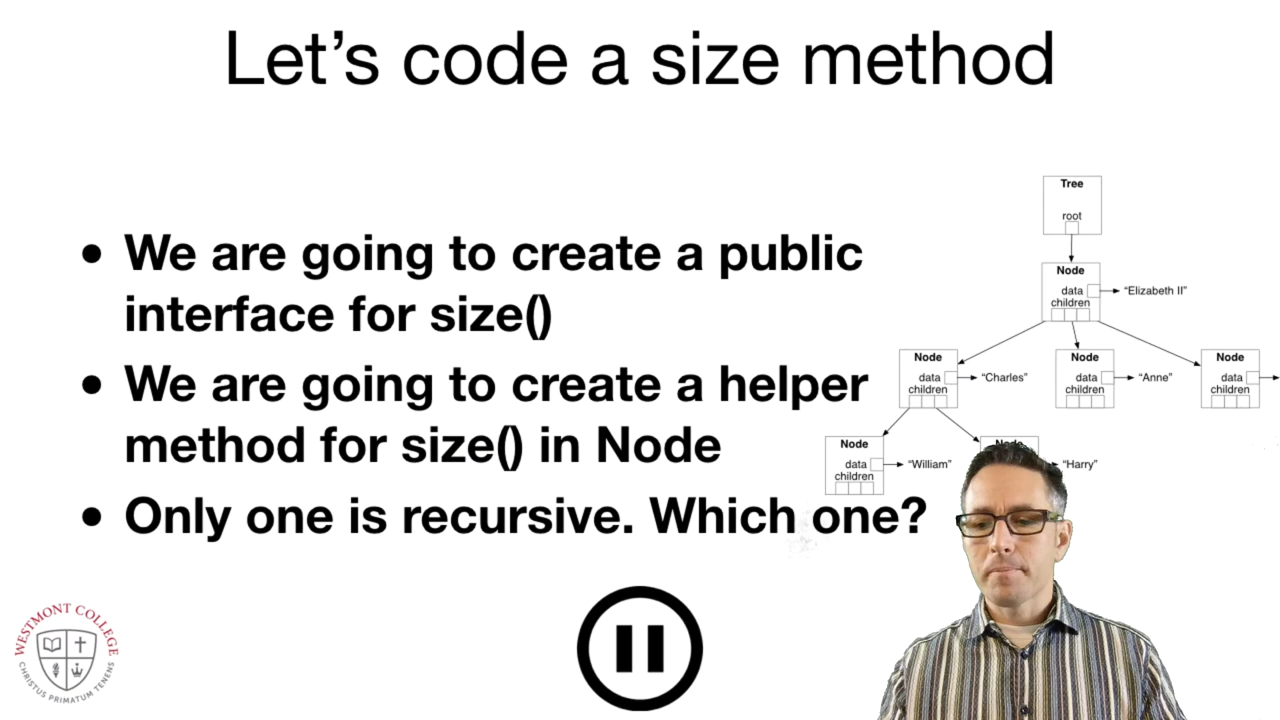 Let's code a size method
• We are going to create a public
interface for size()
• We are going to create a helper
method for size() in Node
• Only one is recursive. Which one?
Tree
root
Node
data
"Elizabeth II"
children
Node
data
"Charles"
children
Node
data
"Anne"
children
Node
data
children
Node
data
"William"
children
Node
"Harry"
WESTMONT COLLEGE
CHRISTUS PRIMATUM TENENS